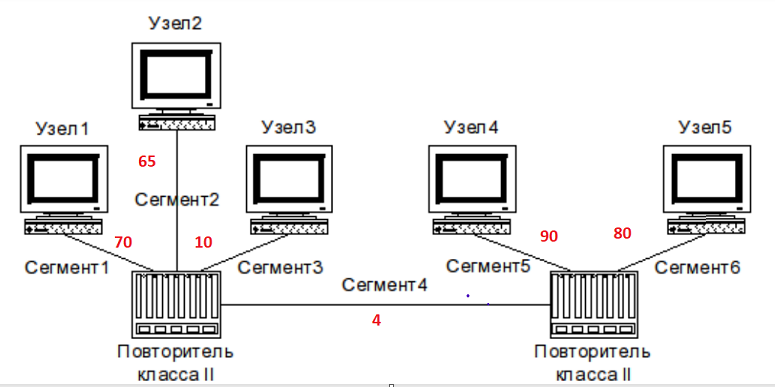 Узел2
Узел1
Узел3
Узел4
Узел5
65
Сегмент2
70
10
90
80
Сегмент1
Сегмент3
Сегмент5
Сегмент6
Сегмент4
4
Повторитель
класса II
Повторитель
класса II